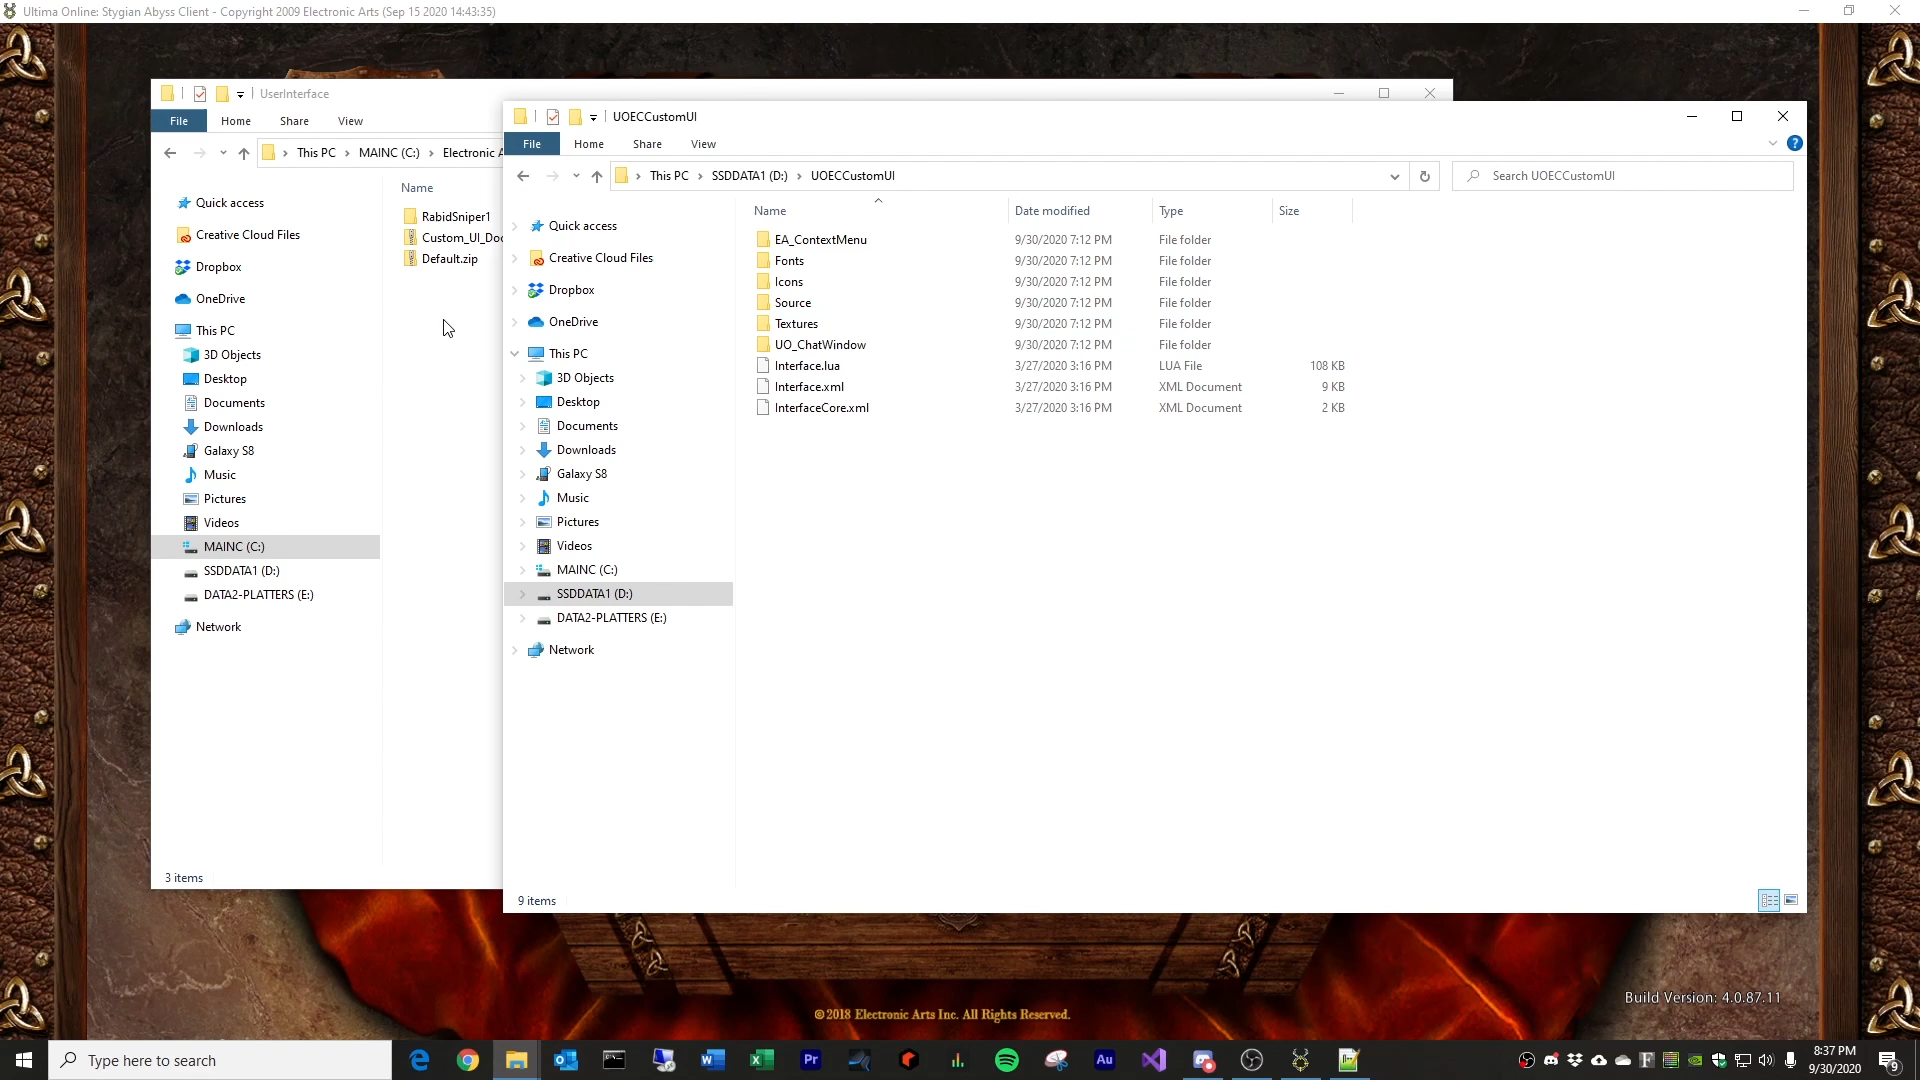 Ultima Online: Stygian Abyss Client - Copyright 2009 Electronic Arts (Sep 15 2020 14:43:35)
UserInterface
File Home Share View
This PC > MAINC (C:) > Electronic A
Quick access
Creative Cloud Files
Dropbox
OneDrive
This PC
3D Objects
Desktop
Documents
Downloads
Galaxy S8
Music
Pictures
Videos
MAINC (C:)
SSDDATA1 (D:)
DATA2-PLATTERS (E:)
Network
Name
RabidSniper1
Custom_UI_Doc
Default.zip
3 items
UOECCustomUI
File Home Share View
This PC > SSDDATA1 (D:) > UOECCustomUI
Search UOECCustomUI
Quick access
Creative Cloud Files
Dropbox
OneDrive
This PC
3D Objects
Desktop
Documents
Downloads
Galaxy S8
Music
Pictures
Videos
MAINC (C:)
SSDDATA1 (D:)
DATA2-PLATTERS (E:)
Network
Name Date modified Type Size
EA_ContextMenu 9/30/2020 7:12 PM File folder
Fonts 9/30/2020 7:12 PM File folder
Icons 9/30/2020 7:12 PM File folder
Source 9/30/2020 7:12 PM File folder
Textures 9/30/2020 7:12 PM File folder
UO_ChatWindow 9/30/2020 7:12 PM File folder
Interface.lua 3/27/2020 3:16 PM LUA File 108 KB
Interface.xml 3/27/2020 3:16 PM XML Document 9 KB
InterfaceCore.xml 3/27/2020 3:16 PM XML Document 2 KB
9 items
Build Version: 4.0.87.11
©2018 Electronic Arts Inc. All Rights Reserved.
Type here to search
Pr
Au
8:37 PM
9/30/2020
9